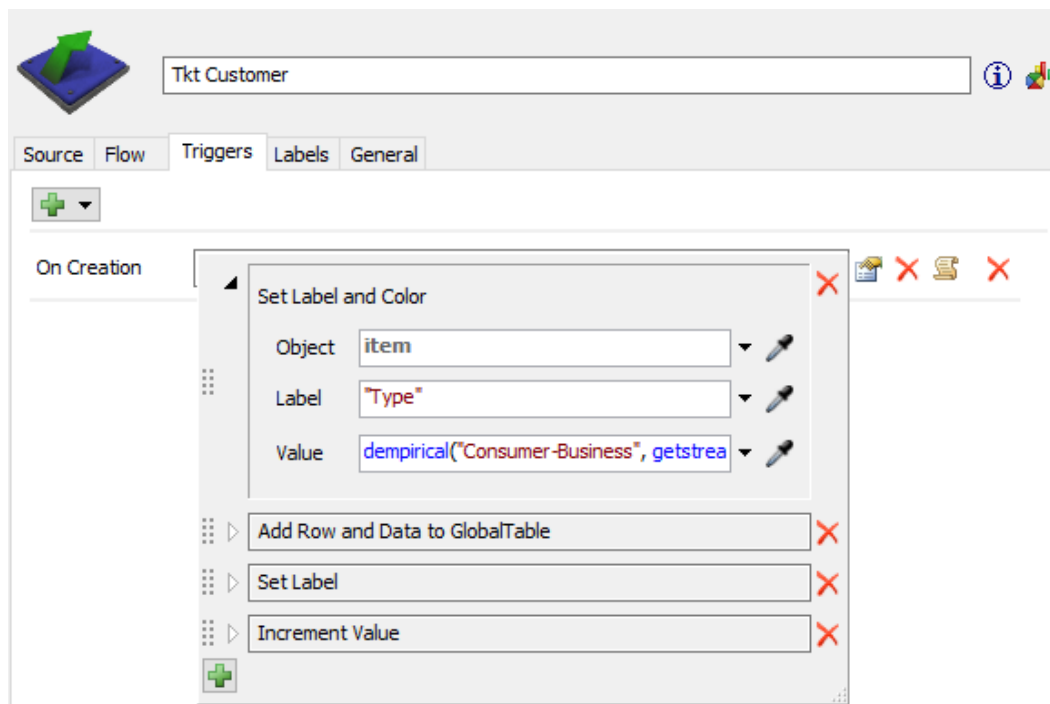 Tkt Customer
Source Flow Triggers Labels General
On Creation
Set Label and Color
Object item
Label "Type"
Value dempirical("Consumer-Business", getstrea
Add Row and Data to GlobalTable
Set Label
Increment Value